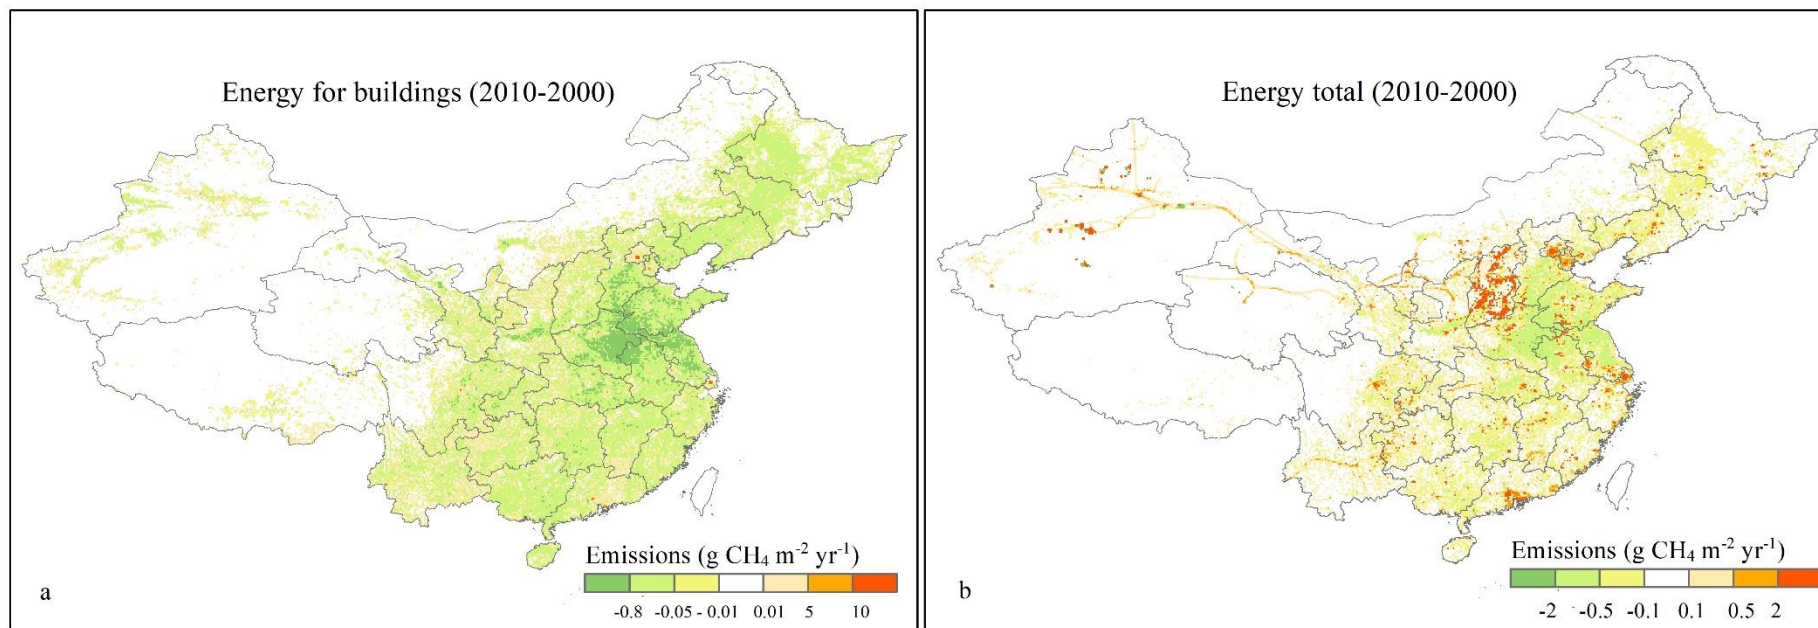 Energy for buildings (2010-2000)
Emissions (g CH₄ m⁻² yr⁻¹)
-0.8 -0.05 - 0.01 0.01 5 10
a
Energy total (2010-2000)
Emissions (g CH₄ m⁻² yr⁻¹)
-2 -0.5 -0.1 0.1 0.5 2
b